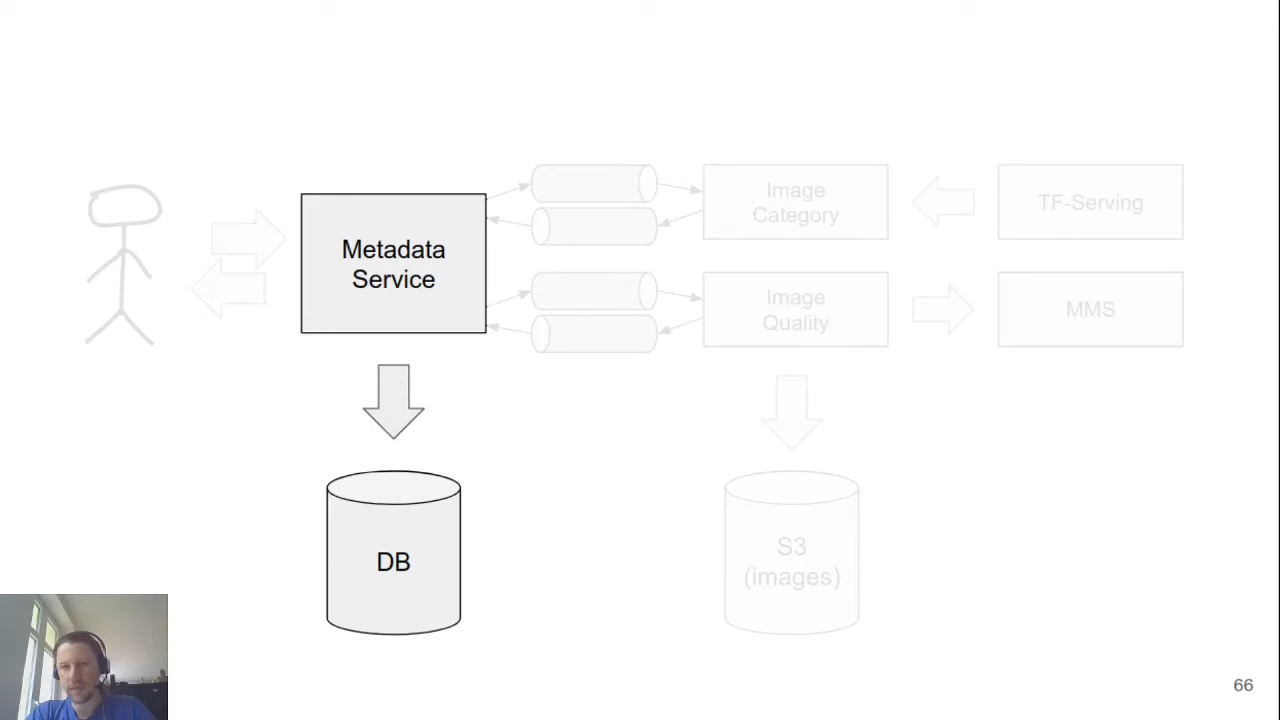 Metadata
Service
Image
Category
TF-Serving
Image
Quality
MMS
DB
S3
(images)
66